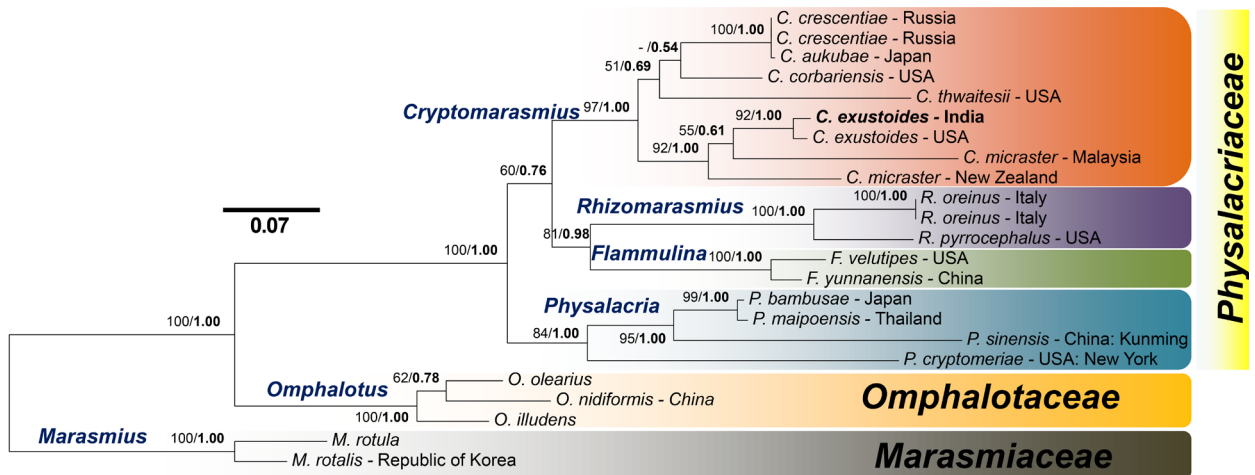 C. crescentiae - Russia
100/1.00
C. crescentiae - Russia
- /0.54
C. aukubae - Japan
51/0.69
C. corbariensis - USA
C. thwaitesii - USA
Cryptomarasmius
97/1.00
92/1.00
C. exustoides - India
55/0.61
C. exustoides - USA
92/1.00
C. micraster - Malaysia
C. micraster - New Zealand
60/0.76
Rhizomarasmius
100/1.00
100/1.00
R. oreinus - Italy
R. oreinus - Italy
R. pyrrocephalus - USA
0.07
81/0.98
100/1.00
Flammulina
100/1.00
F. velutipes - USA
F. yunnanensis - China
Physalacria
99/1.00
P. bambusae - Japan
P. maipoensis - Thailand
84/1.00
95/1.00
P. sinensis - China: Kunming
P. cryptomeriae - USA: New York
Physalacriaceae
100/1.00
Omphalotus
62/0.78
O. olearius
O. nidiformis - China
100/1.00
O. illudens
Omphalotaceae
Marasmius
100/1.00
M. rotula
M. rotalis - Republic of Korea
Marasmiaceae